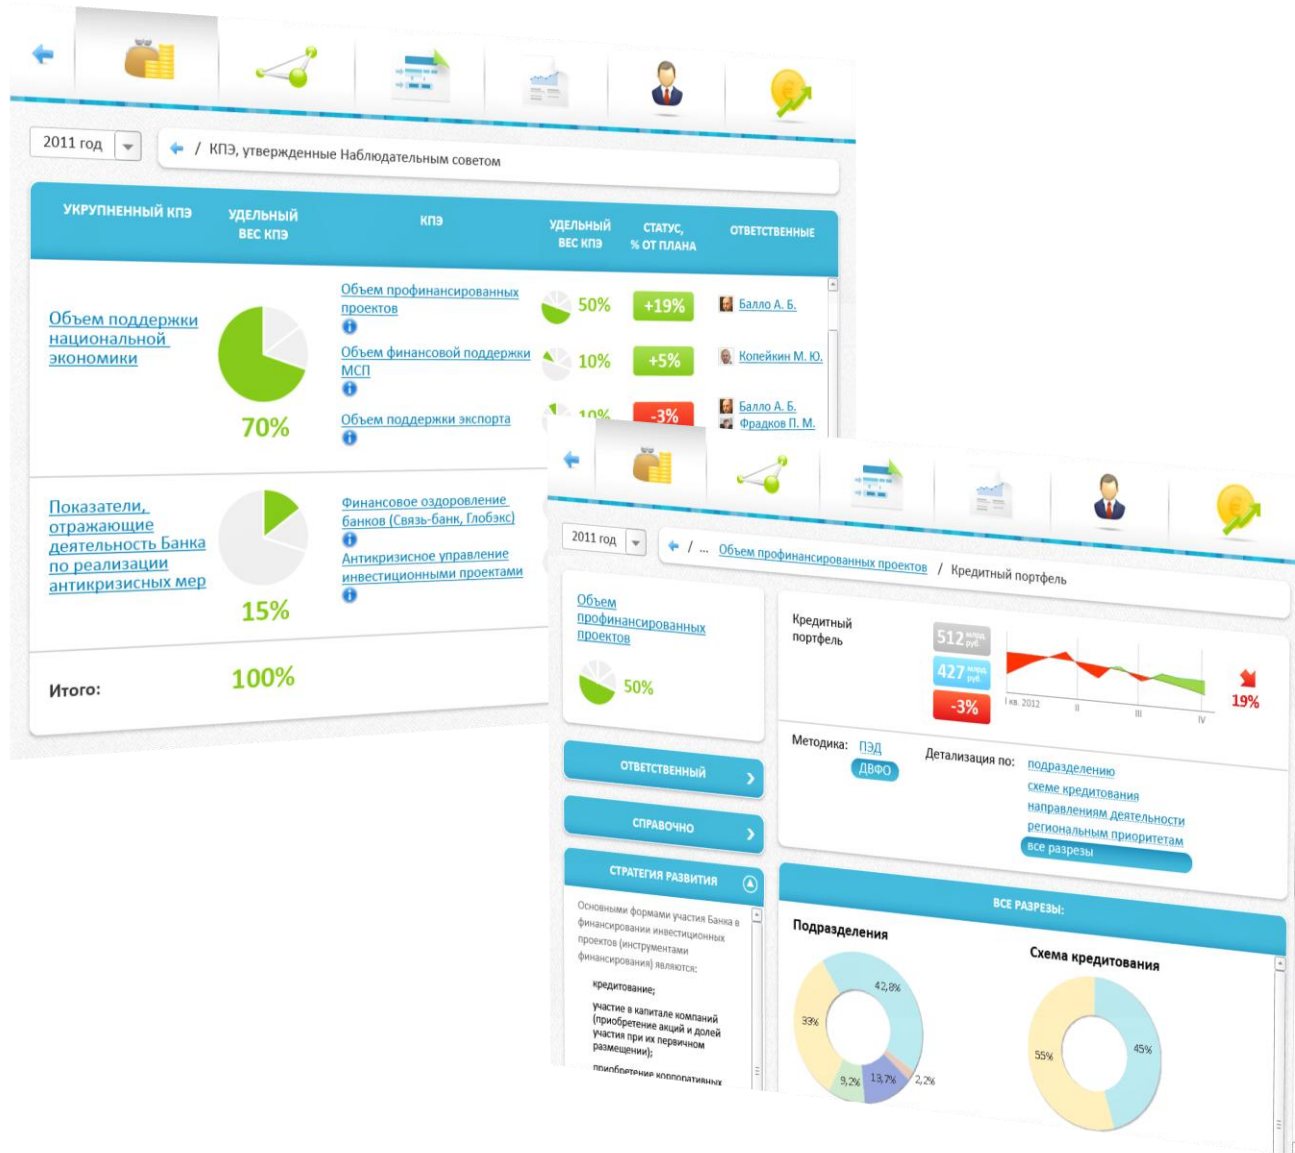 2011 год
/ КПЭ, утвержденные Наблюдательным советом
УКРУПНЕННЫЙ КПЭ
УДЕЛЬНЫЙ
ВЕС КПЭ
КПЭ
УДЕЛЬНЫЙ
ВЕС КПЭ
СТАТУС,
% ОТ ПЛАНА
ОТВЕТСТВЕННЫЕ
Объем поддержки
национальной
экономики
70%
Объем профинансированных
проектов
50%
+19%
Балло А. Б.
Объем финансовой поддержки
МСП
10%
+5%
Копейкин М. Ю.
Объем поддержки экспорта
10%
-3%
Балло А. Б.
Фрадков П. М.
Показатели,
отражающие
деятельность Банка
по реализации
антикризисных мер
15%
Финансовое оздоровление
банков (Связь-банк, Глобэкс)
Антикризисное управление
инвестиционными проектами
Итого:
100%
2011 год
/ ... Объем профинансированных проектов / Кредитный портфель
Объем
профинансированных
проектов
50%
Кредитный
портфель
512 млрд. руб.
427 млрд. руб.
-3%
I кв. 2012
II
III
IV
19%
Методика:
ПЭД
ДВФО
Детализация по:
подразделению
схеме кредитования
направлениям деятельности
региональным приоритетам
все разрезы
ОТВЕТСТВЕННЫЙ
СПРАВОЧНО
СТРАТЕГИЯ РАЗВИТИЯ
Основными формами участия Банка в
финансировании инвестиционных
проектов (инструментами
финансирования) являются:
кредитование;
участие в капитале компаний
(приобретение акций и долей
участия при их первичном
размещении);
приобретение корпоративных
ВСЕ РАЗРЕЗЫ:
Подразделения
42,8%
33%
9,2%
13,7%
2,2%
Схема кредитования
55%
45%